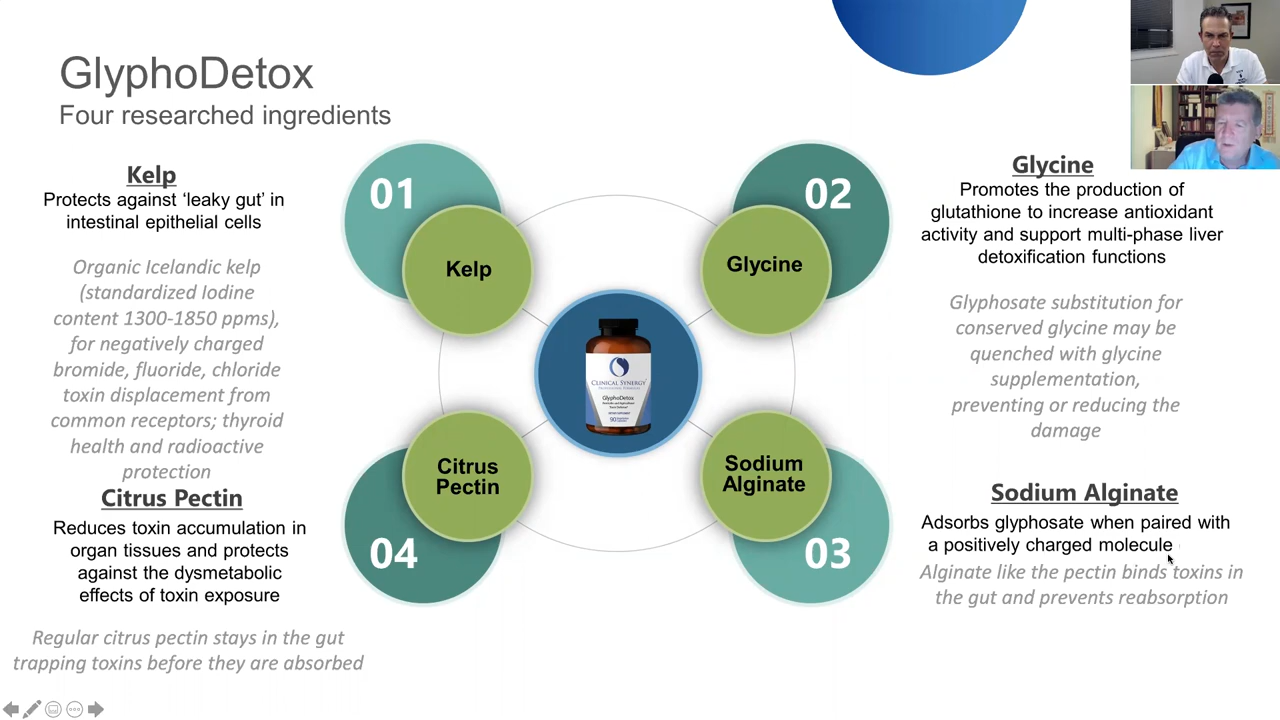 GlyphoDetox
Four researched ingredients
Kelp
Protects against ‘leaky gut’ in
intestinal epithelial cells
Organic Icelandic kelp
(standardized Iodine
content 1300-1850 ppms),
for negatively charged
bromide, fluoride, chloride
toxin displacement from
common receptors; thyroid
health and radioactive
protection
01
Kelp
02
Glycine
Glycine
Promotes the production of
glutathione to increase antioxidant
activity and support multi-phase liver
detoxification functions
Glyphosate substitution for
conserved glycine may be
quenched with glycine
supplementation,
preventing or reducing the
damage
CLINICAL SYNERGY
GlyphoDetox
90
Citrus Pectin
Reduces toxin accumulation in
organ tissues and protects
against the dysmetabolic
effects of toxin exposure
Regular citrus pectin stays in the gut
trapping toxins before they are absorbed
Citrus
Pectin
04
Sodium
Alginate
03
Sodium Alginate
Adsorbs glyphosate when paired with
a positively charged molecule
Alginate like the pectin binds toxins in
the gut and prevents reabsorption